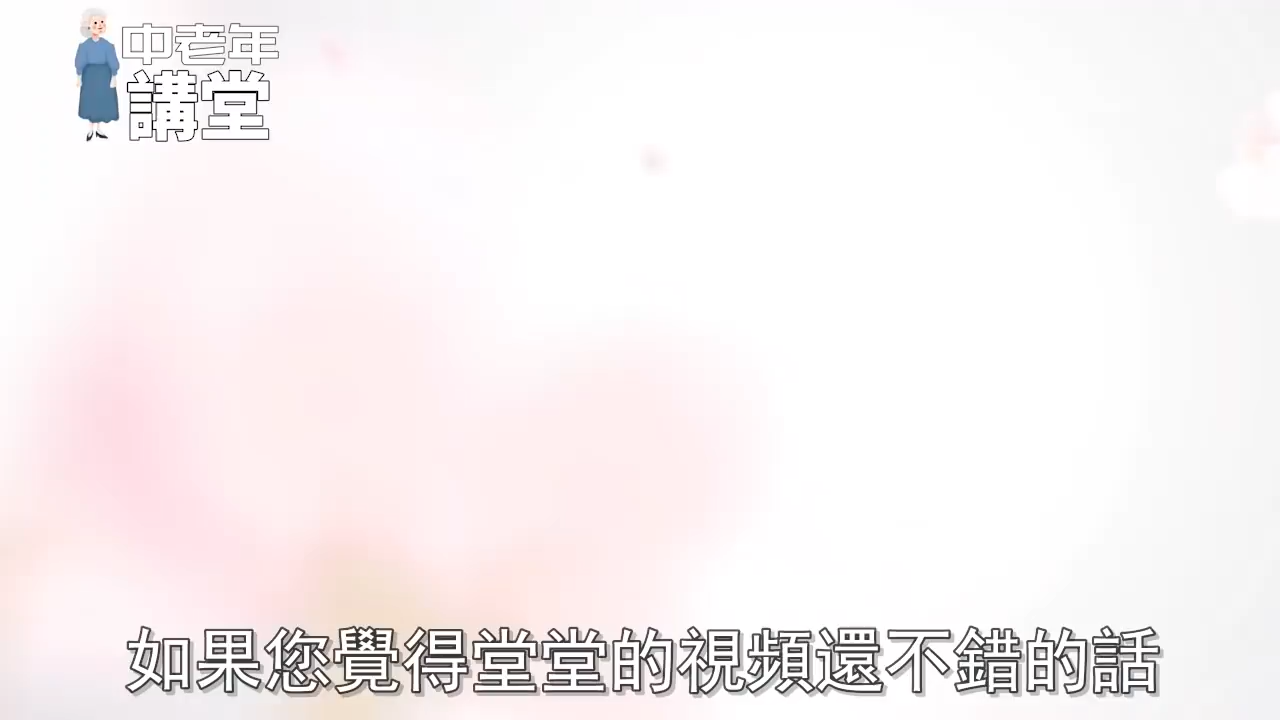 中老年
講堂
如果您覺得堂堂的視頻還不錯的話